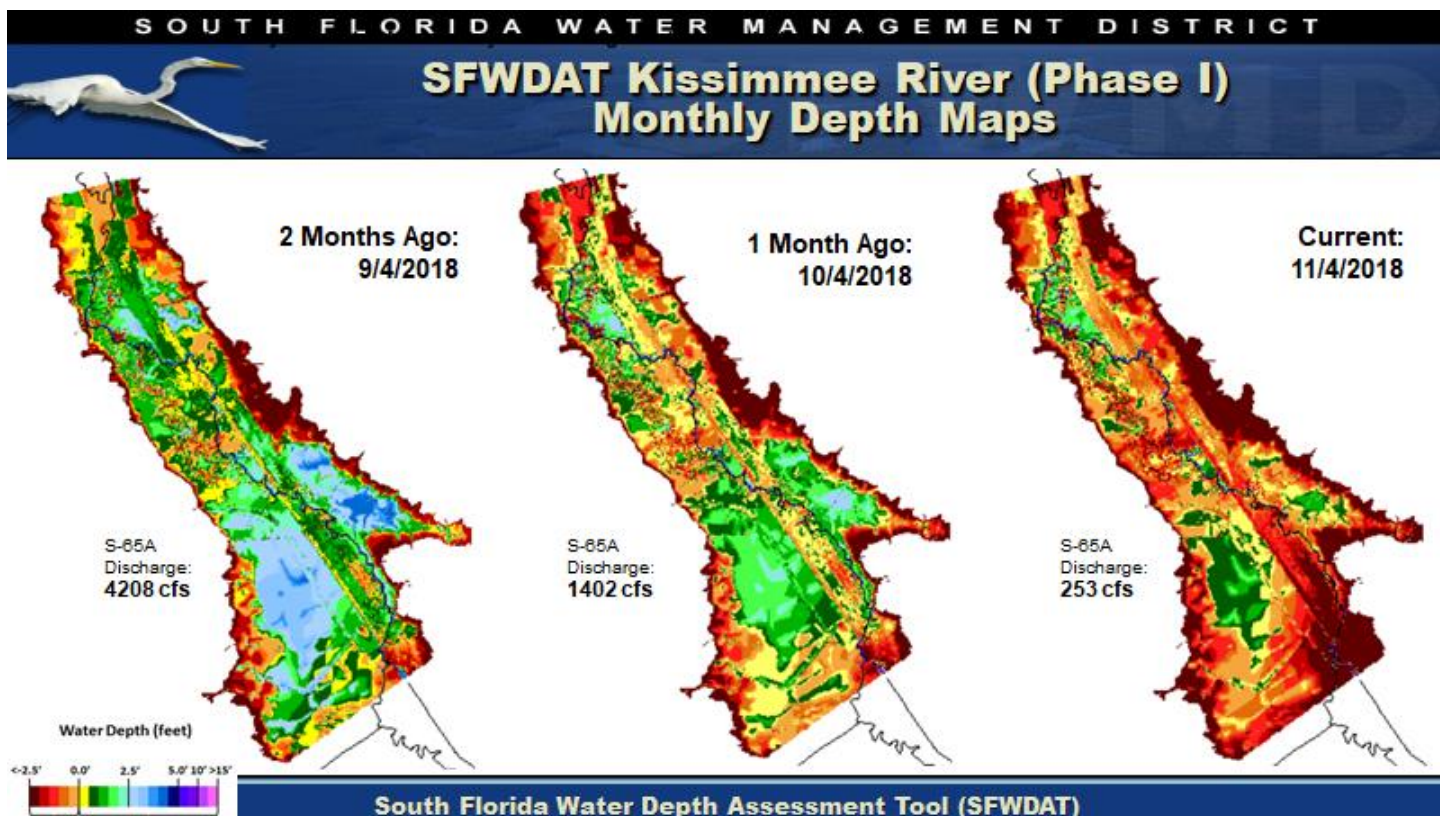 SOUTH FLORIDA WATER MANAGEMENT DISTRICT
SFWDAT Kissimmee River (Phase I)
Monthly Depth Maps
2 Months Ago:
9/4/2018
1 Month Ago:
10/4/2018
Current:
11/4/2018
S-65A
Discharge:
4208 cfs
S-65A
Discharge:
1402 cfs
S-65A
Discharge:
253 cfs
Water Depth (feet)
<-2.5' 0.0' 2.5' 5.0' 10' >15'
South Florida Water Depth Assessment Tool (SFWDAT)